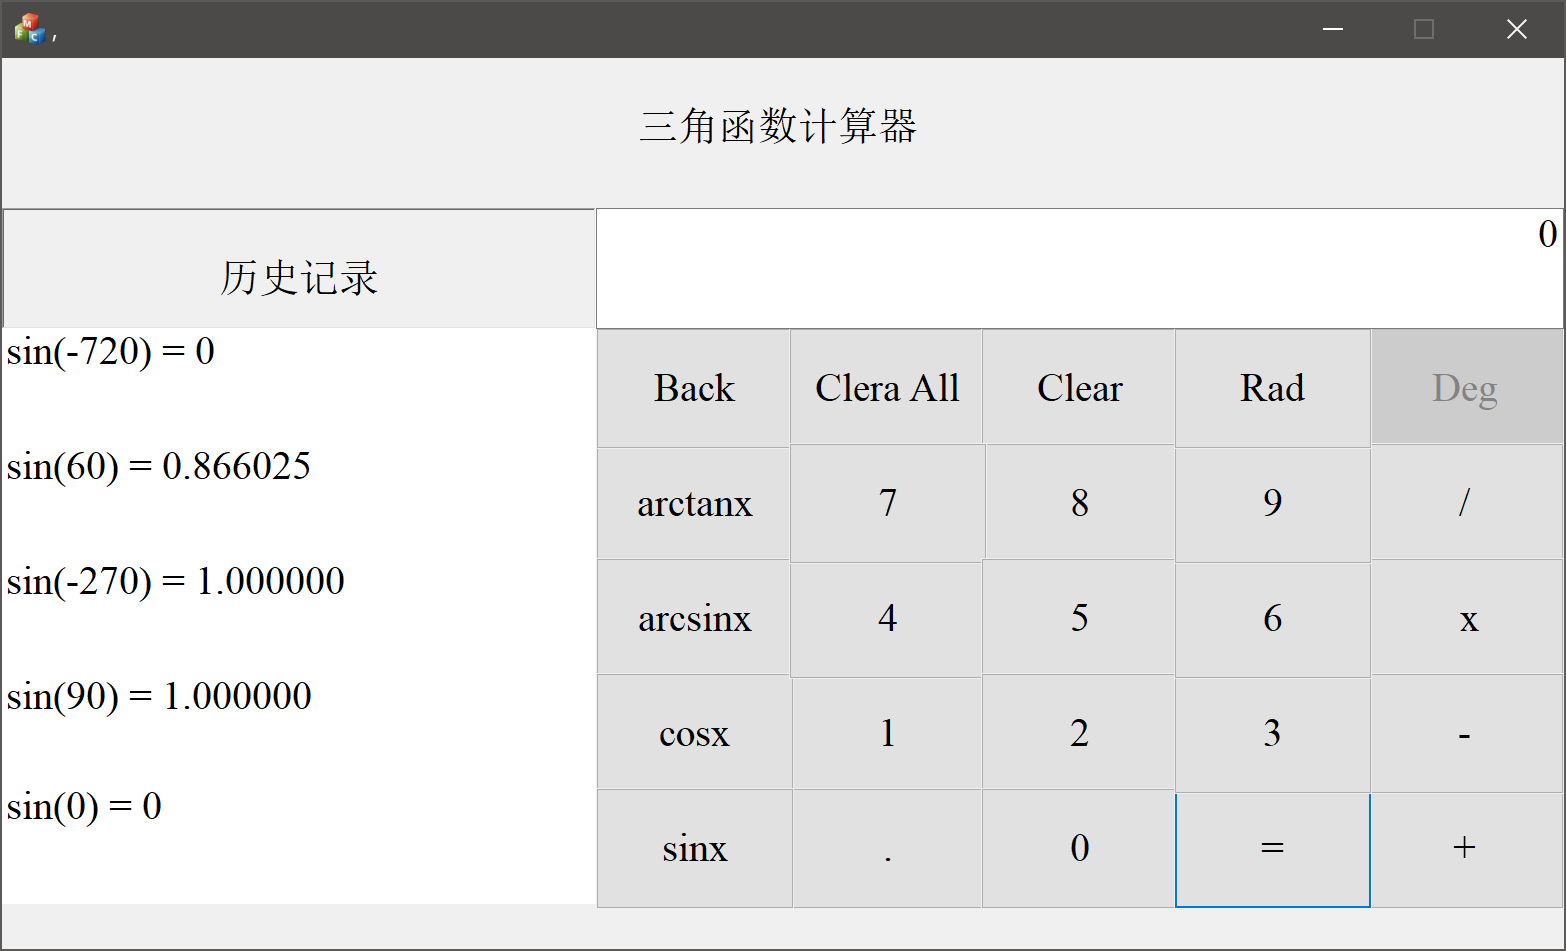 ,
三角函数计算器
历史记录
0
sin(-720) = 0
sin(60) = 0.866025
sin(-270) = 1.000000
sin(90) = 1.000000
sin(0) = 0
Back Clera All Clear Rad Deg
arctanx 7 8 9 /
arcsinx 4 5 6 x
cosx 1 2 3 -
sinx . 0 = +